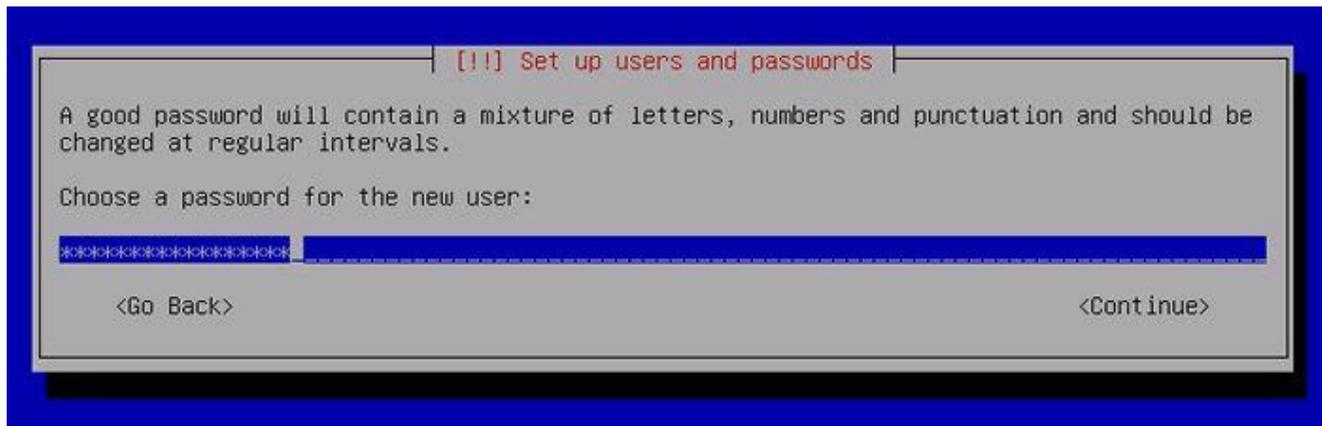 [!!] Set up users and passwords
A good password will contain a mixture of letters, numbers and punctuation and should be
changed at regular intervals.
Choose a password for the new user:
*****************
<Go Back> <Continue>